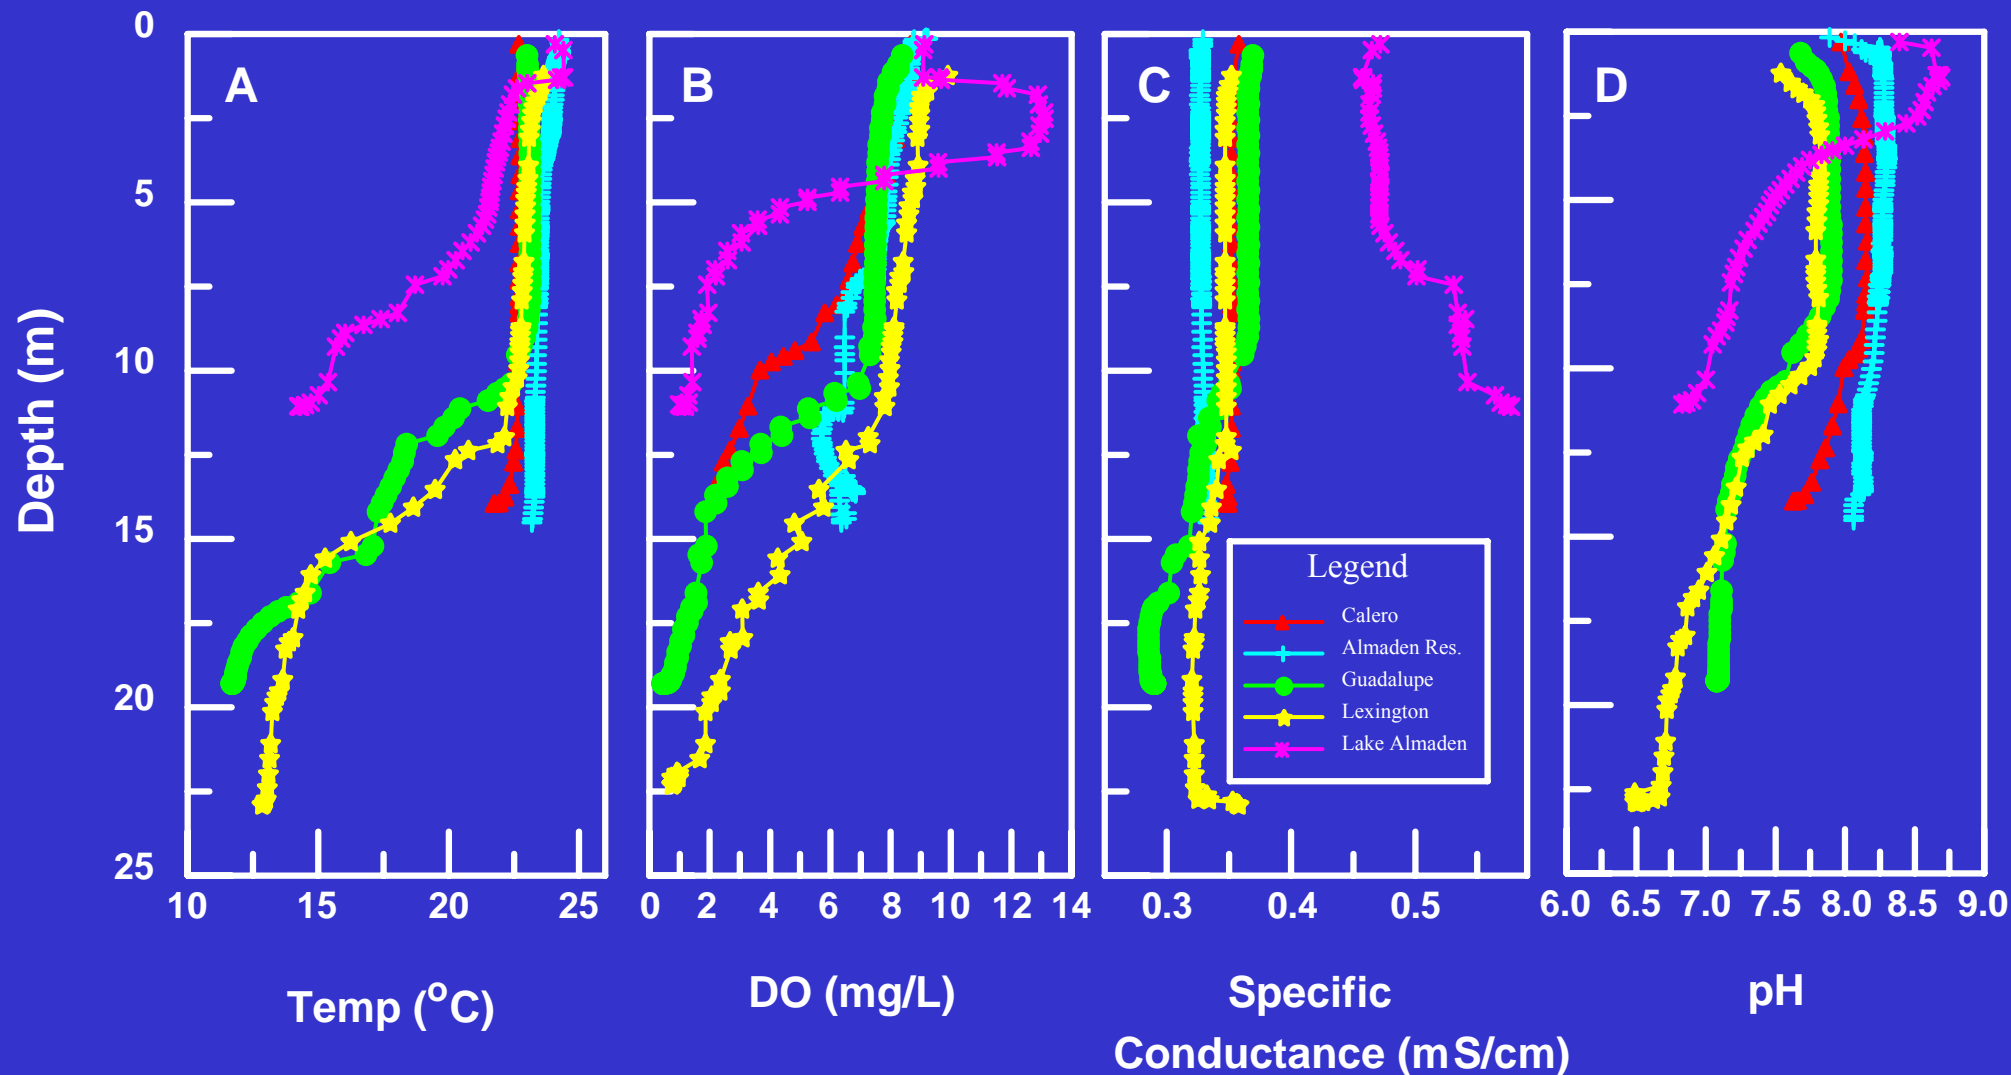 A
B
C
D
0
5
10
15
20
25
Depth (m)
10 15 20 25
0 2 4 6 8 10 12 14
0.3 0.4 0.5
6.0 6.5 7.0 7.5 8.0 8.5 9.0
Legend
Calero
Almaden Res.
Guadalupe
Lexington
Lake Almaden
Temp (°C)
DO (mg/L)
Specific
Conductance (mS/cm)
pH